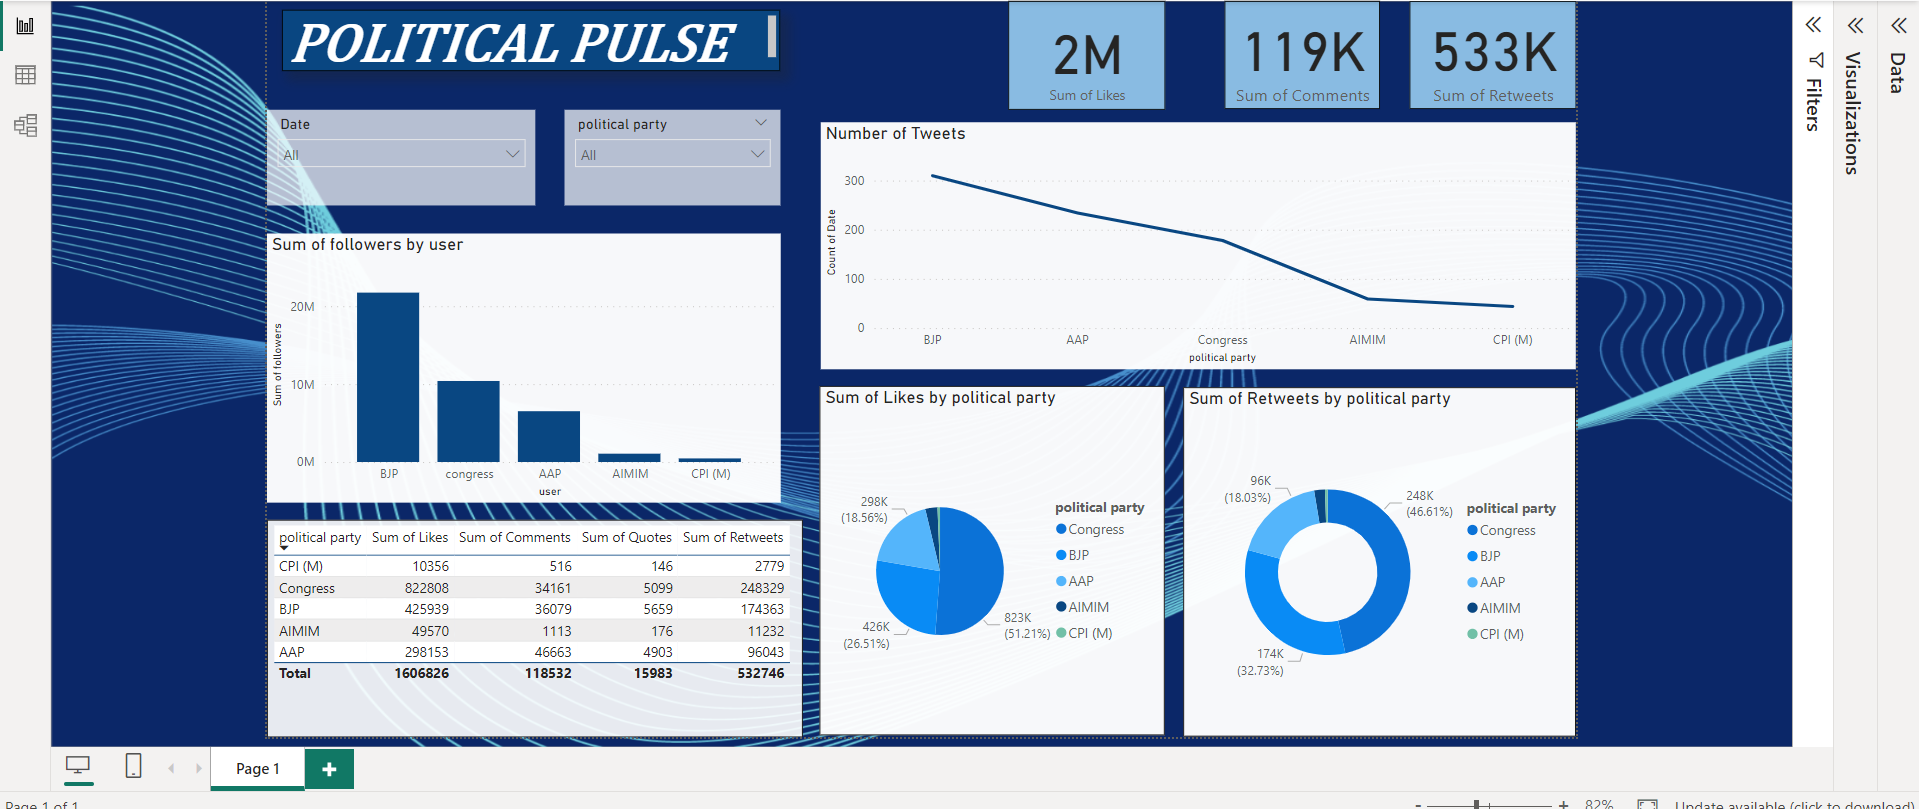 POLITICAL PULSE
2M
Sum of Likes
119K
Sum of Comments
533K
Sum of Retweets
Filters
Visualizations
Data
Date
All
political party
All
Number of Tweets
Count of Date
300
200
100
0
BJP AAP Congress AIMIM CPI (M)
political party
Sum of followers by user
Sum of followers
20M
10M
0M
BJP congress AAP AIMIM CPI (M)
user
political party Sum of Likes Sum of Comments Sum of Quotes Sum of Retweets
CPI (M) 10356 516 146 2779
Congress 822808 34161 5099 248329
BJP 425939 36079 5659 174363
AIMIM 49570 1113 176 11232
AAP 298153 46663 4903 96043
Total 1606826 118532 15983 532746
Sum of Likes by political party
298K
(18.56%)
426K
(26.51%)
823K
(51.21%)
political party
Congress
BJP
AAP
AIMIM
CPI (M)
Sum of Retweets by political party
96K
(18.03%)
248K
(46.61%)
174K
(32.73%)
political party
Congress
BJP
AAP
AIMIM
CPI (M)
Page 1
Page 1 of 1
82%
Update available (click to download)